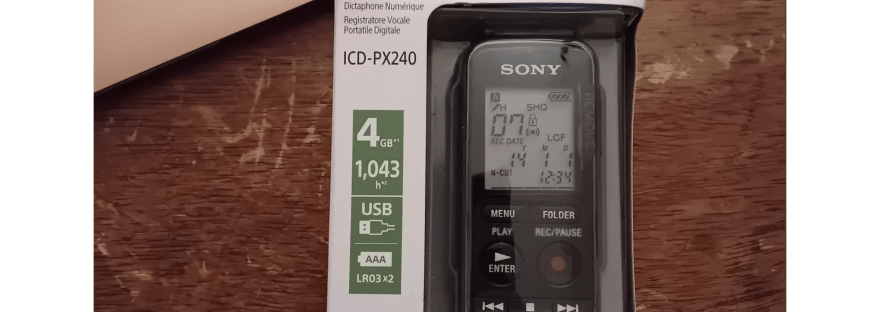 Dictaphone Numérique
Registratore Vocale
Portatile Digitale
ICD-PX240
4GB*¹
1,043
h*²
USB
AAA
LR03×2
SONY
A
H SHQ
07
REC DATE LCF
Y M D
14 1 1
N-CUT 12:34
MENU FOLDER
PLAY REC/PAUSE
ENTER